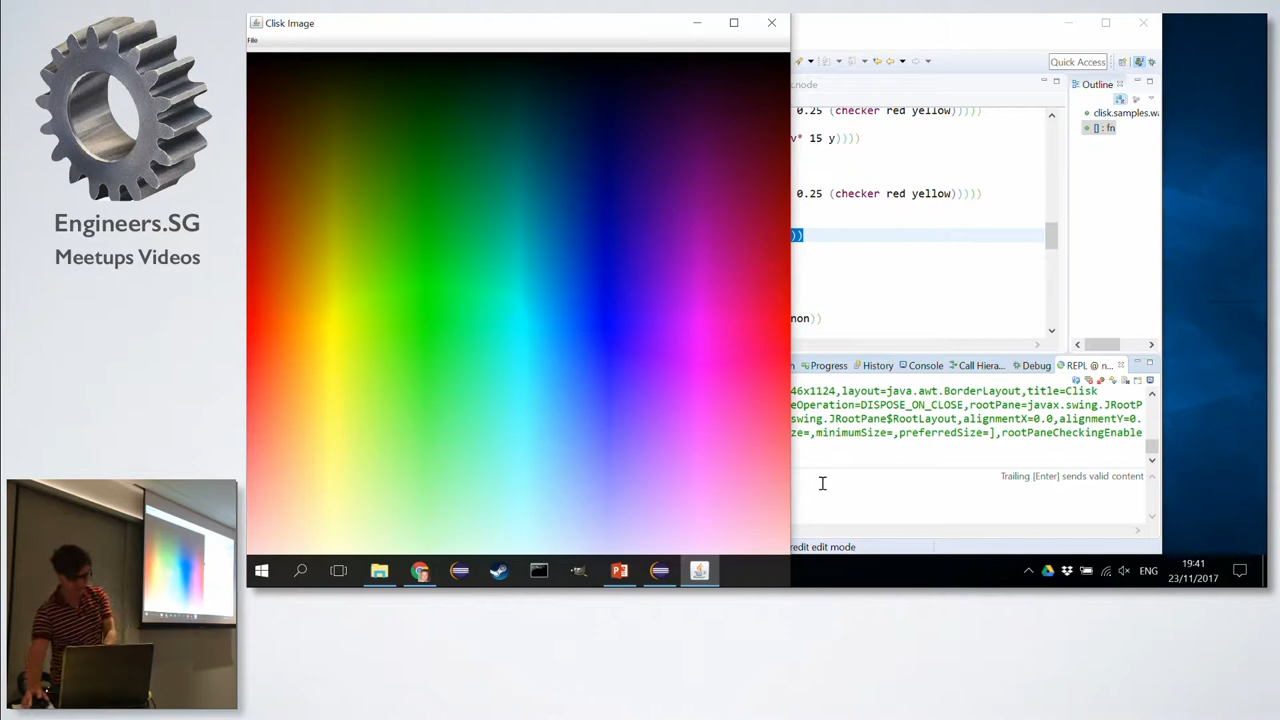 Engineers.SG
Meetups Videos
Clisk Image
File
Quick Access
node
Outline
0.25 (checker red yellow)))))
clisk.samples.wa
[] : fn
v* 15 y))))
0.25 (checker red yellow)))))
))
non))
n
Progress
History
Console
Call Hiera...
Debug
REPL @ n...
46x1124,layout=java.awt.BorderLayout,title=Clisk
eOperation=DISPOSE_ON_CLOSE,rootPane=javax.swing.JRootP
swing.JRootPane$RootLayout,alignmentX=0.0,alignmentY=0.
ze=,minimumSize=,preferredSize=],rootPaneCheckingEnable
Trailing [Enter] sends valid content
redit edit mode
ENG
19:41
23/11/2017